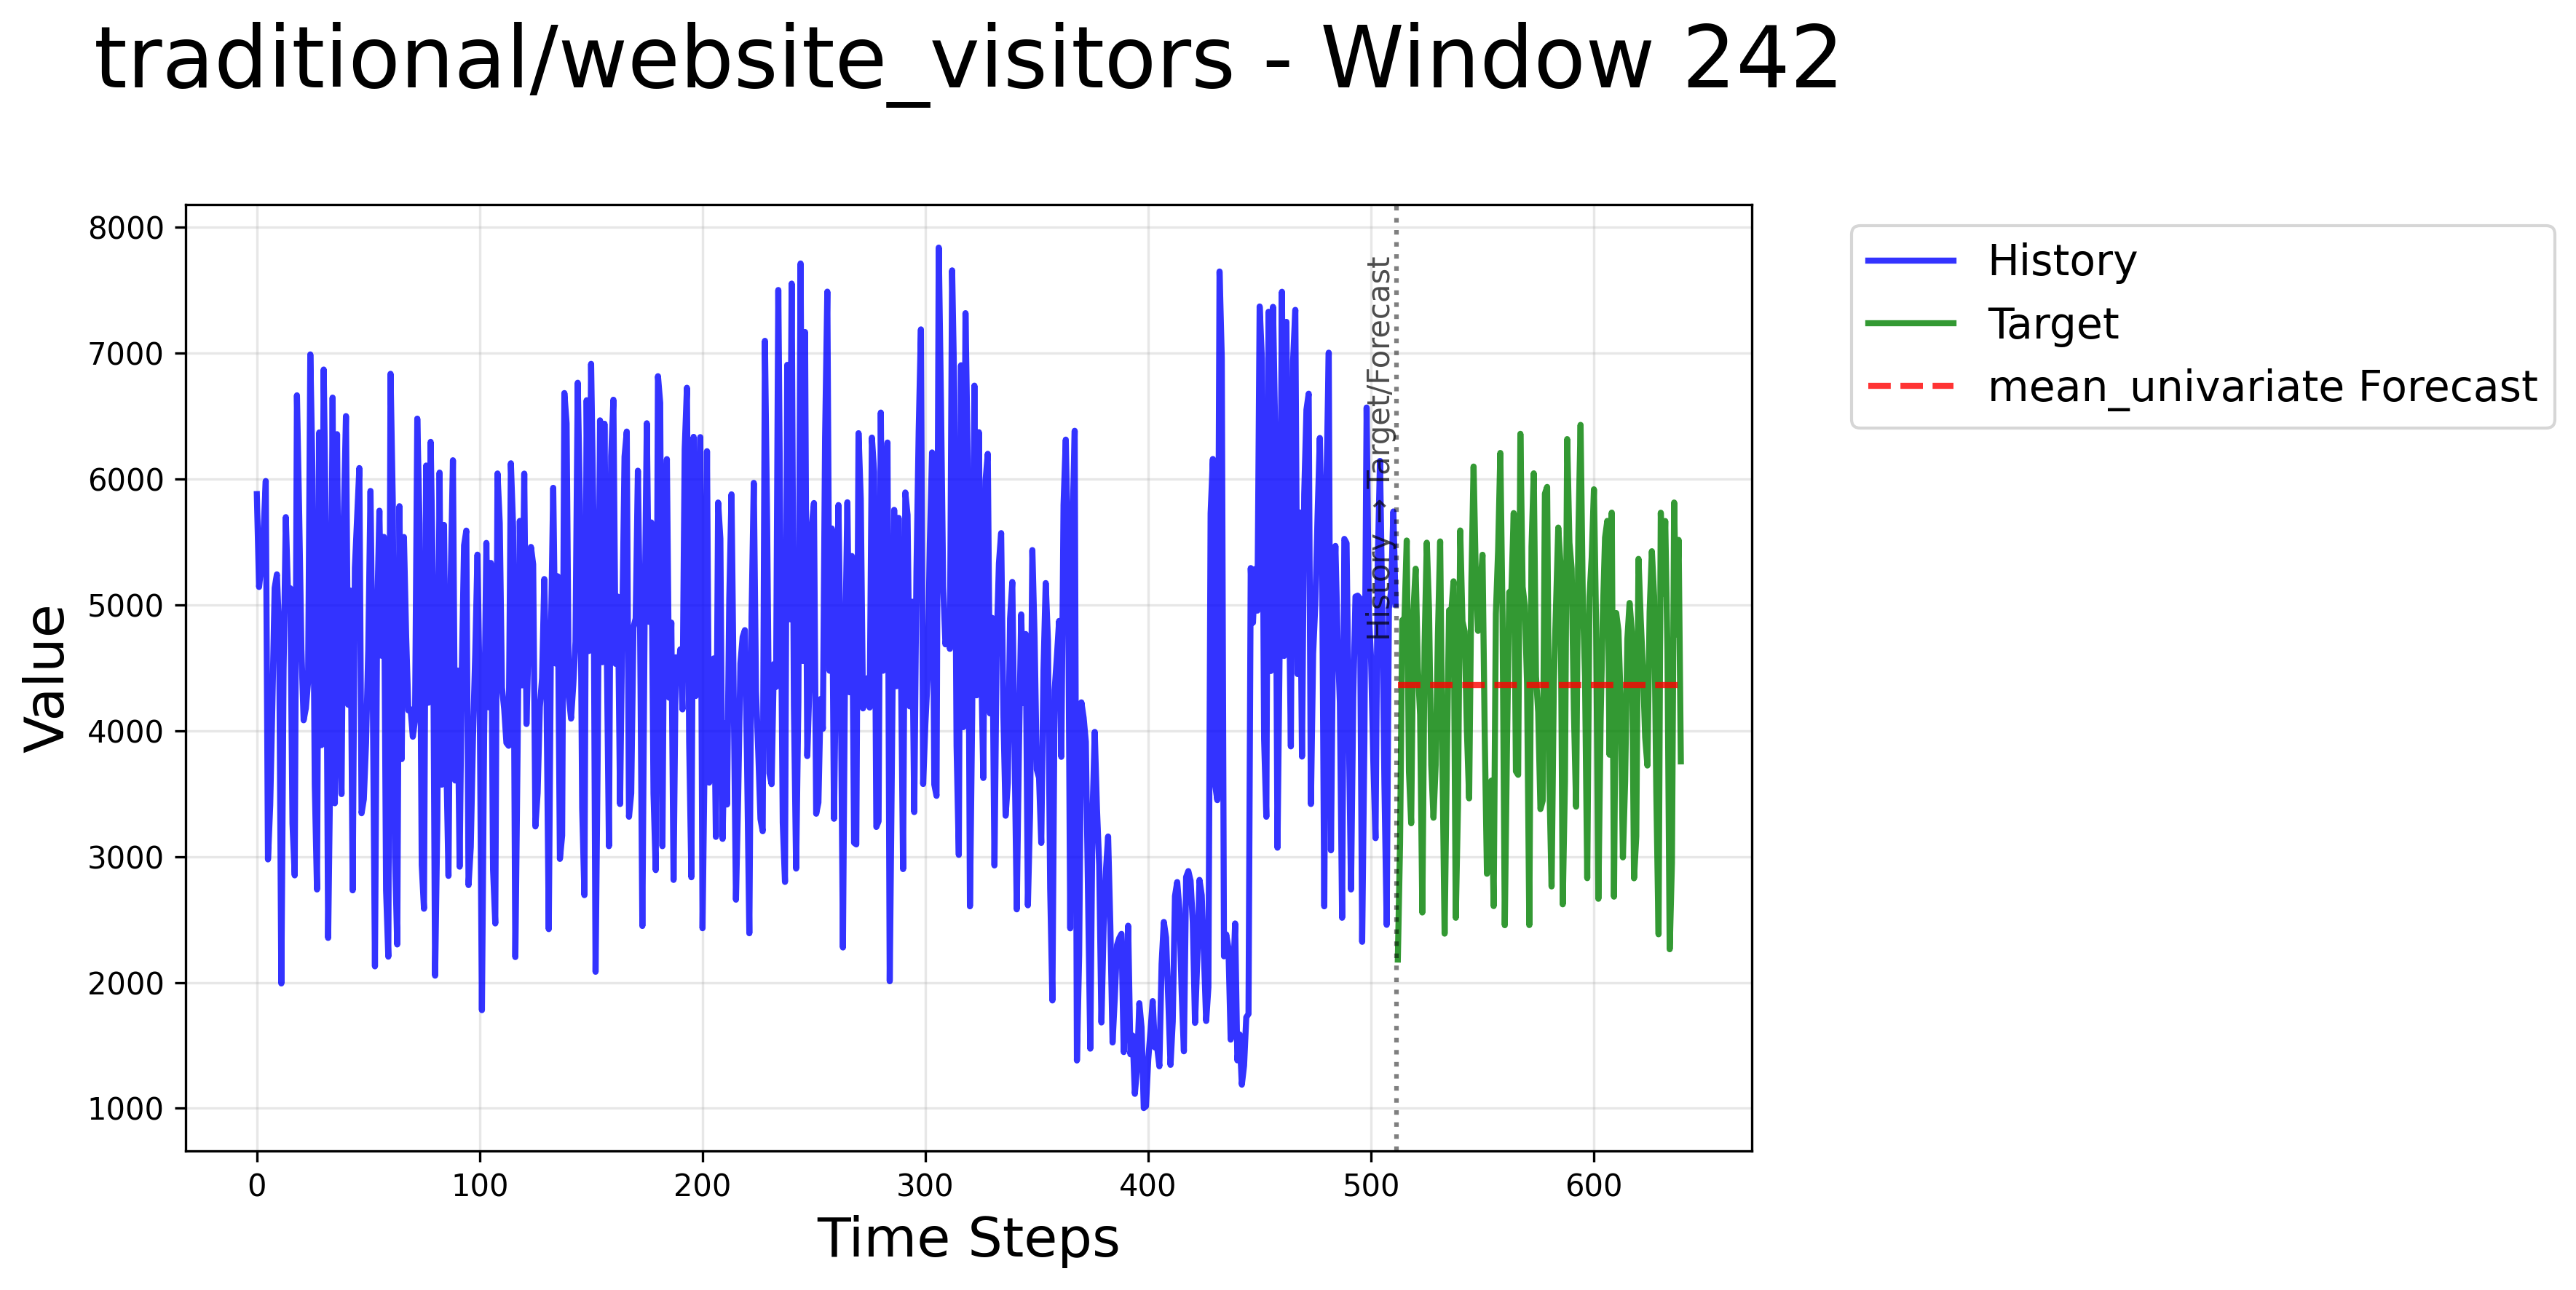 traditional/website_visitors - Window 242
8000
7000
6000
5000
4000
3000
2000
1000
Value
0 100 200 300 400 500 600
Time Steps
History → Target/Forecast
History
Target
mean_univariate Forecast